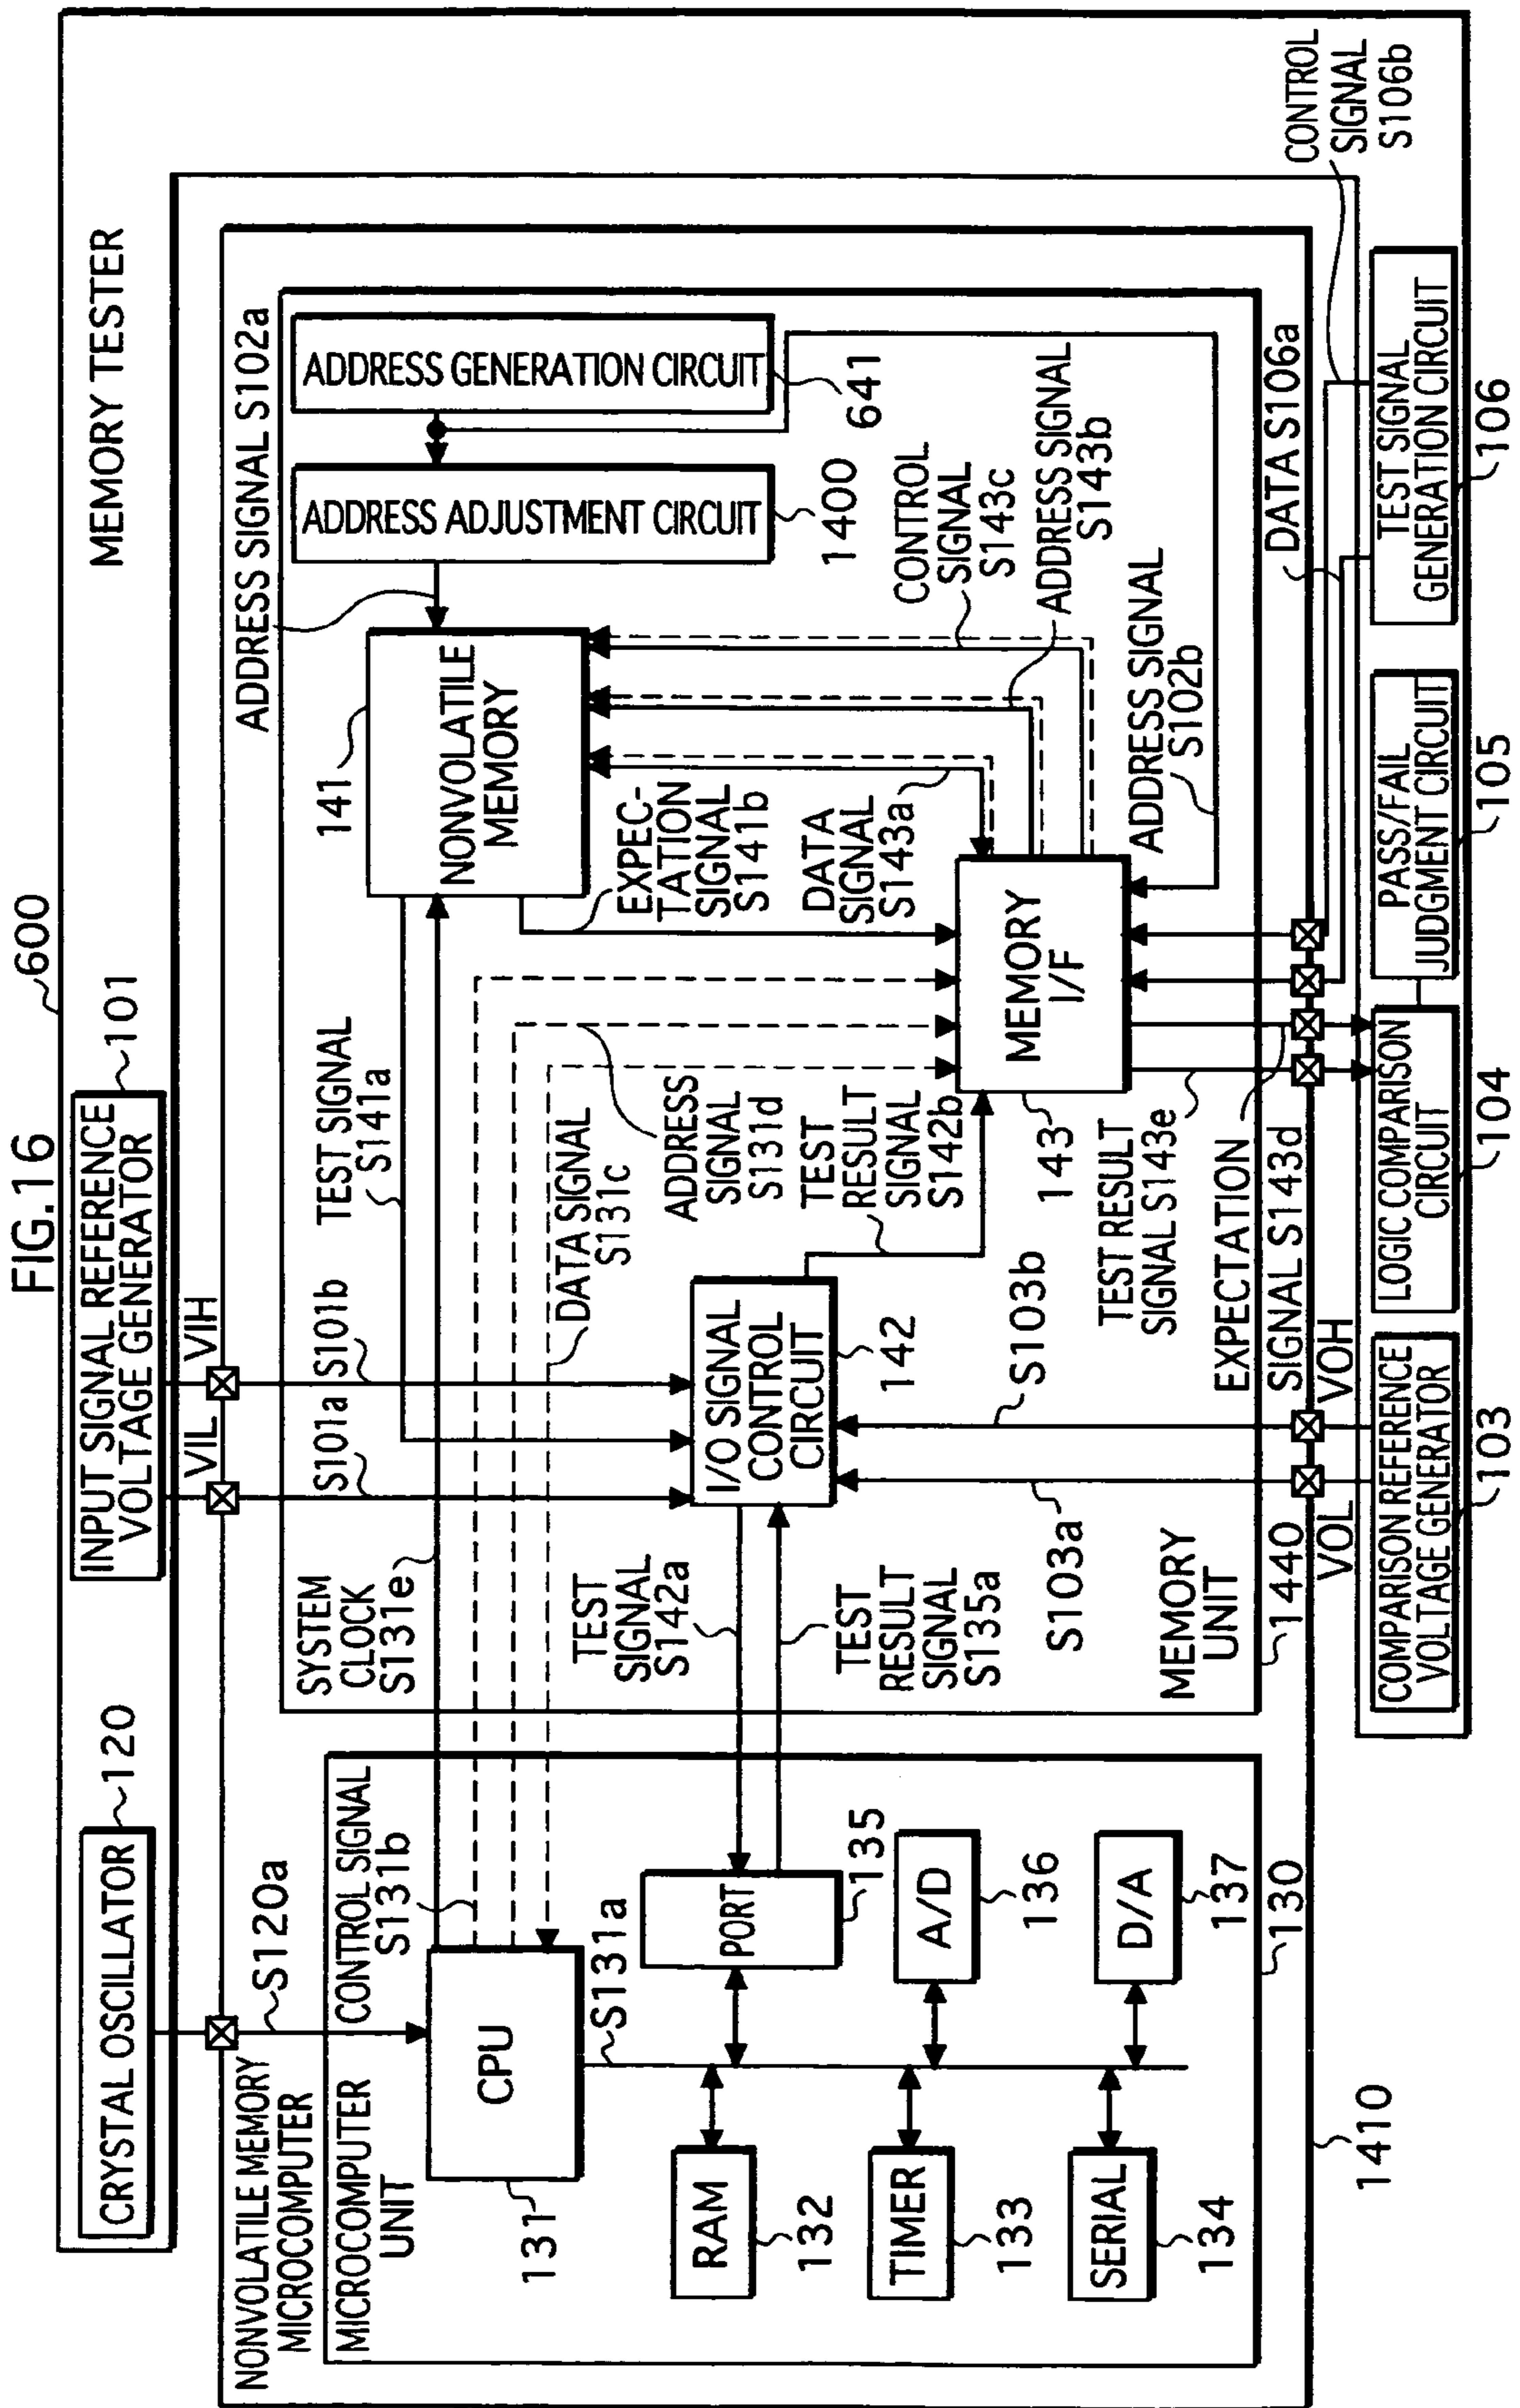 FIG.16
600
MEMORY TESTER
CRYSTAL OSCILLATOR
120
INPUT SIGNAL REFERENCE
VOLTAGE GENERATOR
101
S120a
VIL
VIH
NONVOLATILE MEMORY
MICROCOMPUTER
MICROCOMPUTER
UNIT
CONTROL SIGNAL
S131b
CPU
131
S131a
RAM
132
TIMER
133
SERIAL
134
PORT
135
A/D
136
D/A
137
130
1410
SYSTEM
CLOCK
S131e
S101a
S101b
TEST SIGNAL
S141a
141
NONVOLATILE
MEMORY
ADDRESS SIGNAL S102a
ADDRESS GENERATION CIRCUIT
641
ADDRESS ADJUSTMENT CIRCUIT
1400
DATA SIGNAL
S131c
ADDRESS
SIGNAL
S131d
EXPEC-
TATION
SIGNAL
S141b
DATA
SIGNAL
S143a
CONTROL
SIGNAL
S143c
ADDRESS SIGNAL
S143b
ADDRESS SIGNAL
S102b
TEST
SIGNAL
S142a
I/O SIGNAL
CONTROL
CIRCUIT
142
TEST
RESULT
SIGNAL
S142b
TEST
RESULT
SIGNAL
S135a
MEMORY
I/F
143
S103a
S103b
TEST RESULT
SIGNAL S143e
EXPECTATION
SIGNAL S143d
MEMORY
UNIT
1440
VOL
VOH
DATA S106a
CONTROL
SIGNAL
S106b
COMPARISON REFERENCE
VOLTAGE GENERATOR
103
LOGIC COMPARISON
CIRCUIT
104
PASS/FAIL
JUDGMENT CIRCUIT
105
TEST SIGNAL
GENERATION CIRCUIT
106